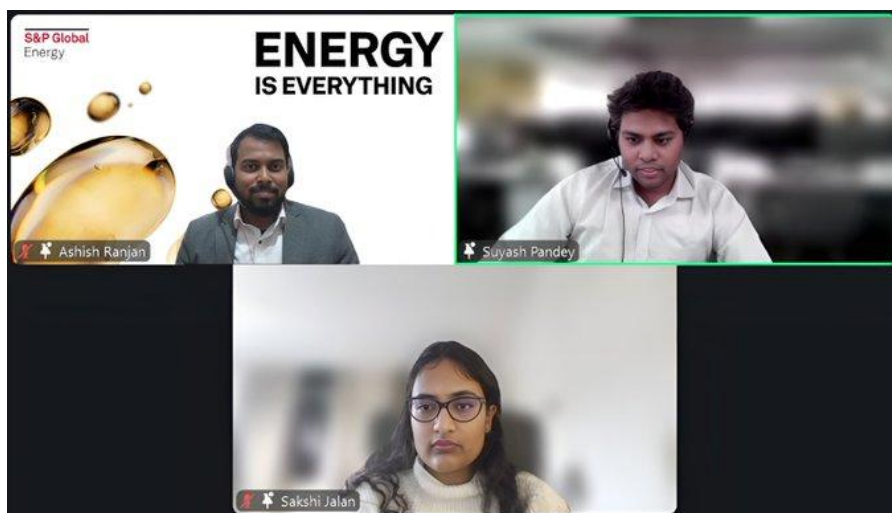 S&P Global
Energy
ENERGY
IS EVERYTHING
Ashish Ranjan
Suyash Pandey
Sakshi Jalan